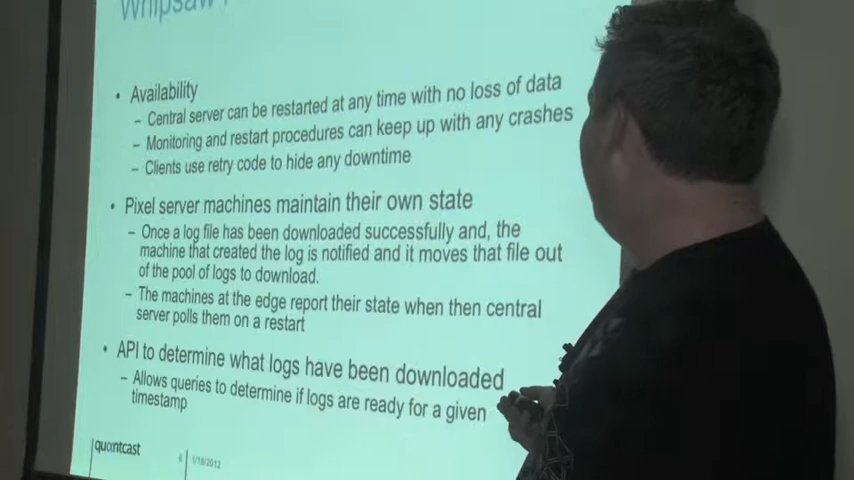 Whipsaw
• Availability
– Central server can be restarted at any time with no loss of data
– Monitoring and restart procedures can keep up with any crashes
– Clients use retry code to hide any downtime
• Pixel server machines maintain their own state
– Once a log file has been downloaded successfully and, the
machine that created the log is notified and it moves that file out
of the pool of logs to download.
– The machines at the edge report their state when then central
server polls them on a restart
• API to determine what logs have been downloaded
– Allows queries to determine if logs are ready for a given
timestamp
quantcast 6 1/18/2012